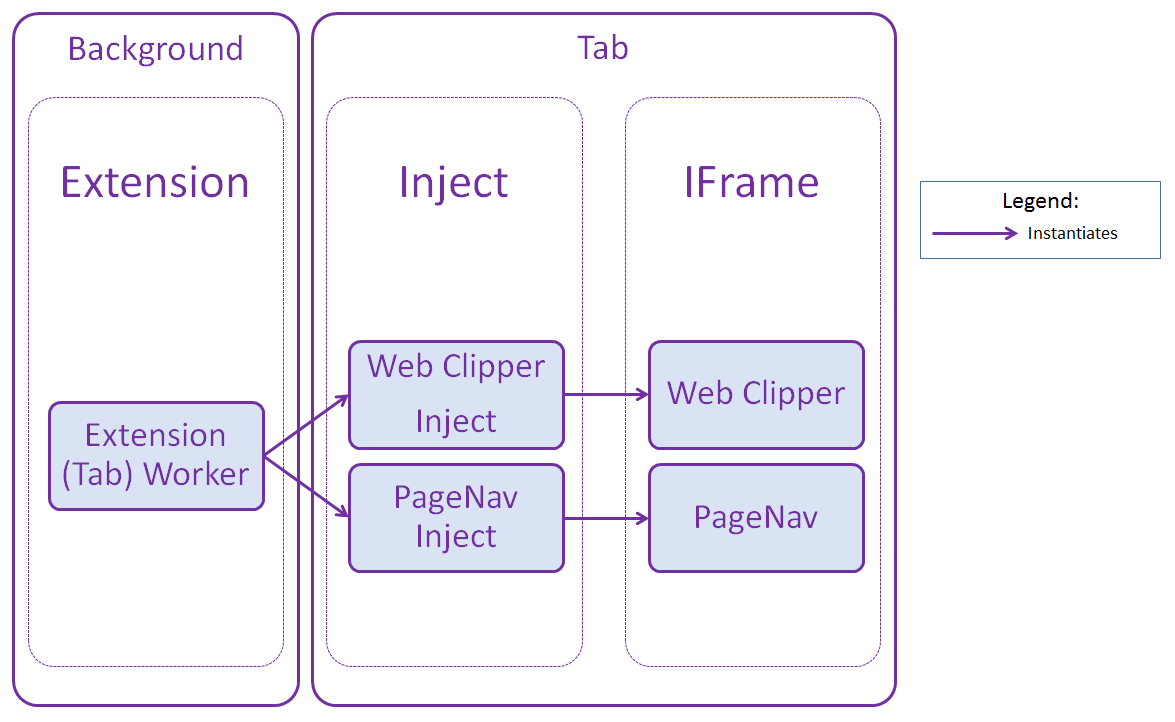 Background
Tab
Extension
Inject
IFrame
Legend:
Instantiates
Web Clipper
Inject
Web Clipper
Extension
(Tab) Worker
PageNav
Inject
PageNav